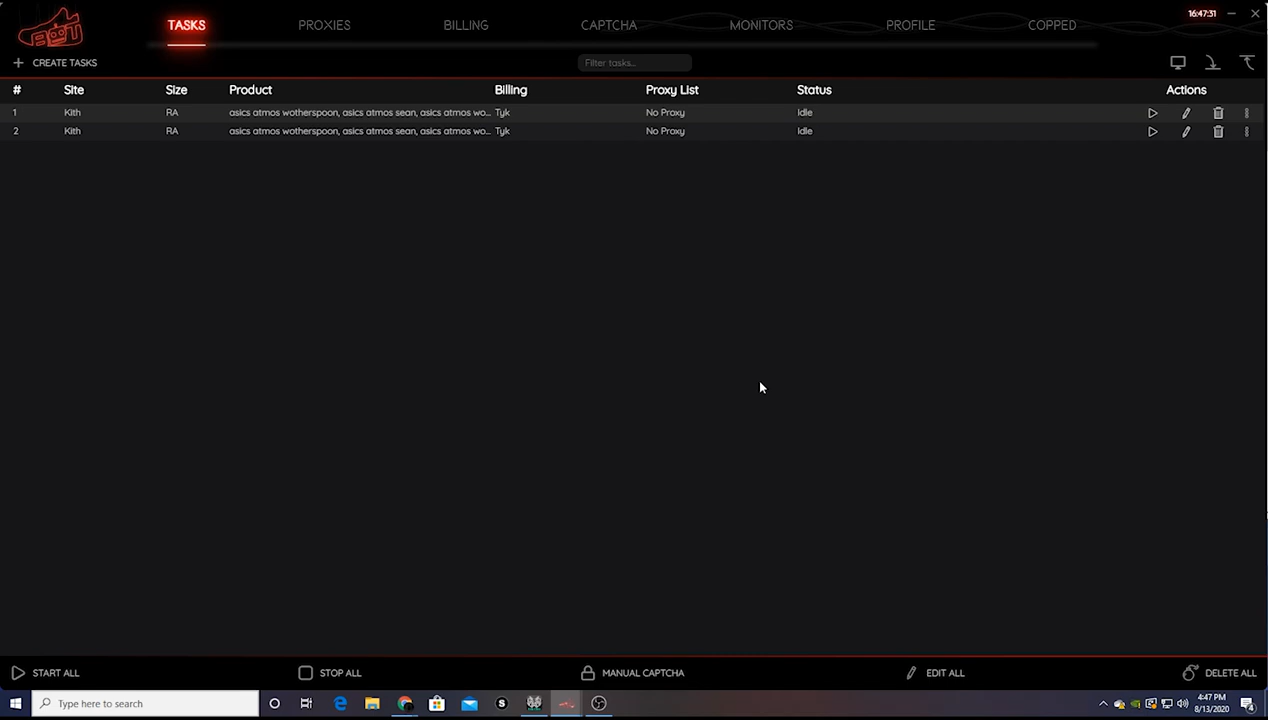 TASKS PROXIES BILLING CAPTCHA MONITORS PROFILE COPPED 16:47:31
CREATE TASKS Filter tasks...
# Site Size Product Billing Proxy List Status Actions
1 Kith RA asics atmos wotherspoon, asics atmos sean, asics atmos wo... Tyk No Proxy Idle
2 Kith RA asics atmos wotherspoon, asics atmos sean, asics atmos wo... Tyk No Proxy Idle
START ALL STOP ALL MANUAL CAPTCHA EDIT ALL DELETE ALL
Type here to search S 4:47 PM
8/13/2020 4